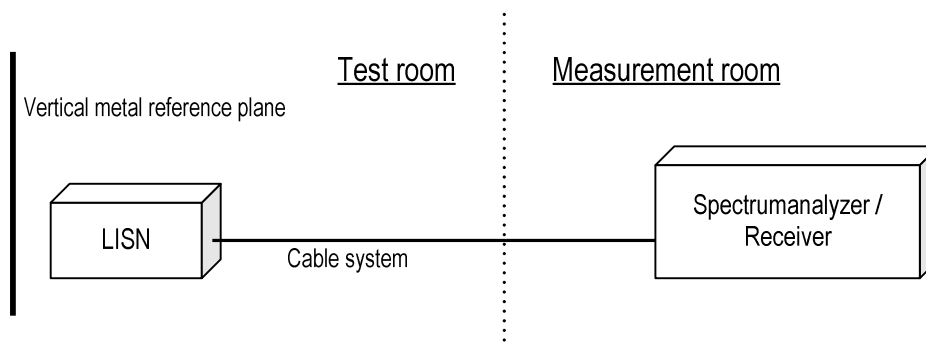 Test room
Measurement room
Vertical metal reference plane
LISN
Cable system
Spectrumanalyzer /
Receiver